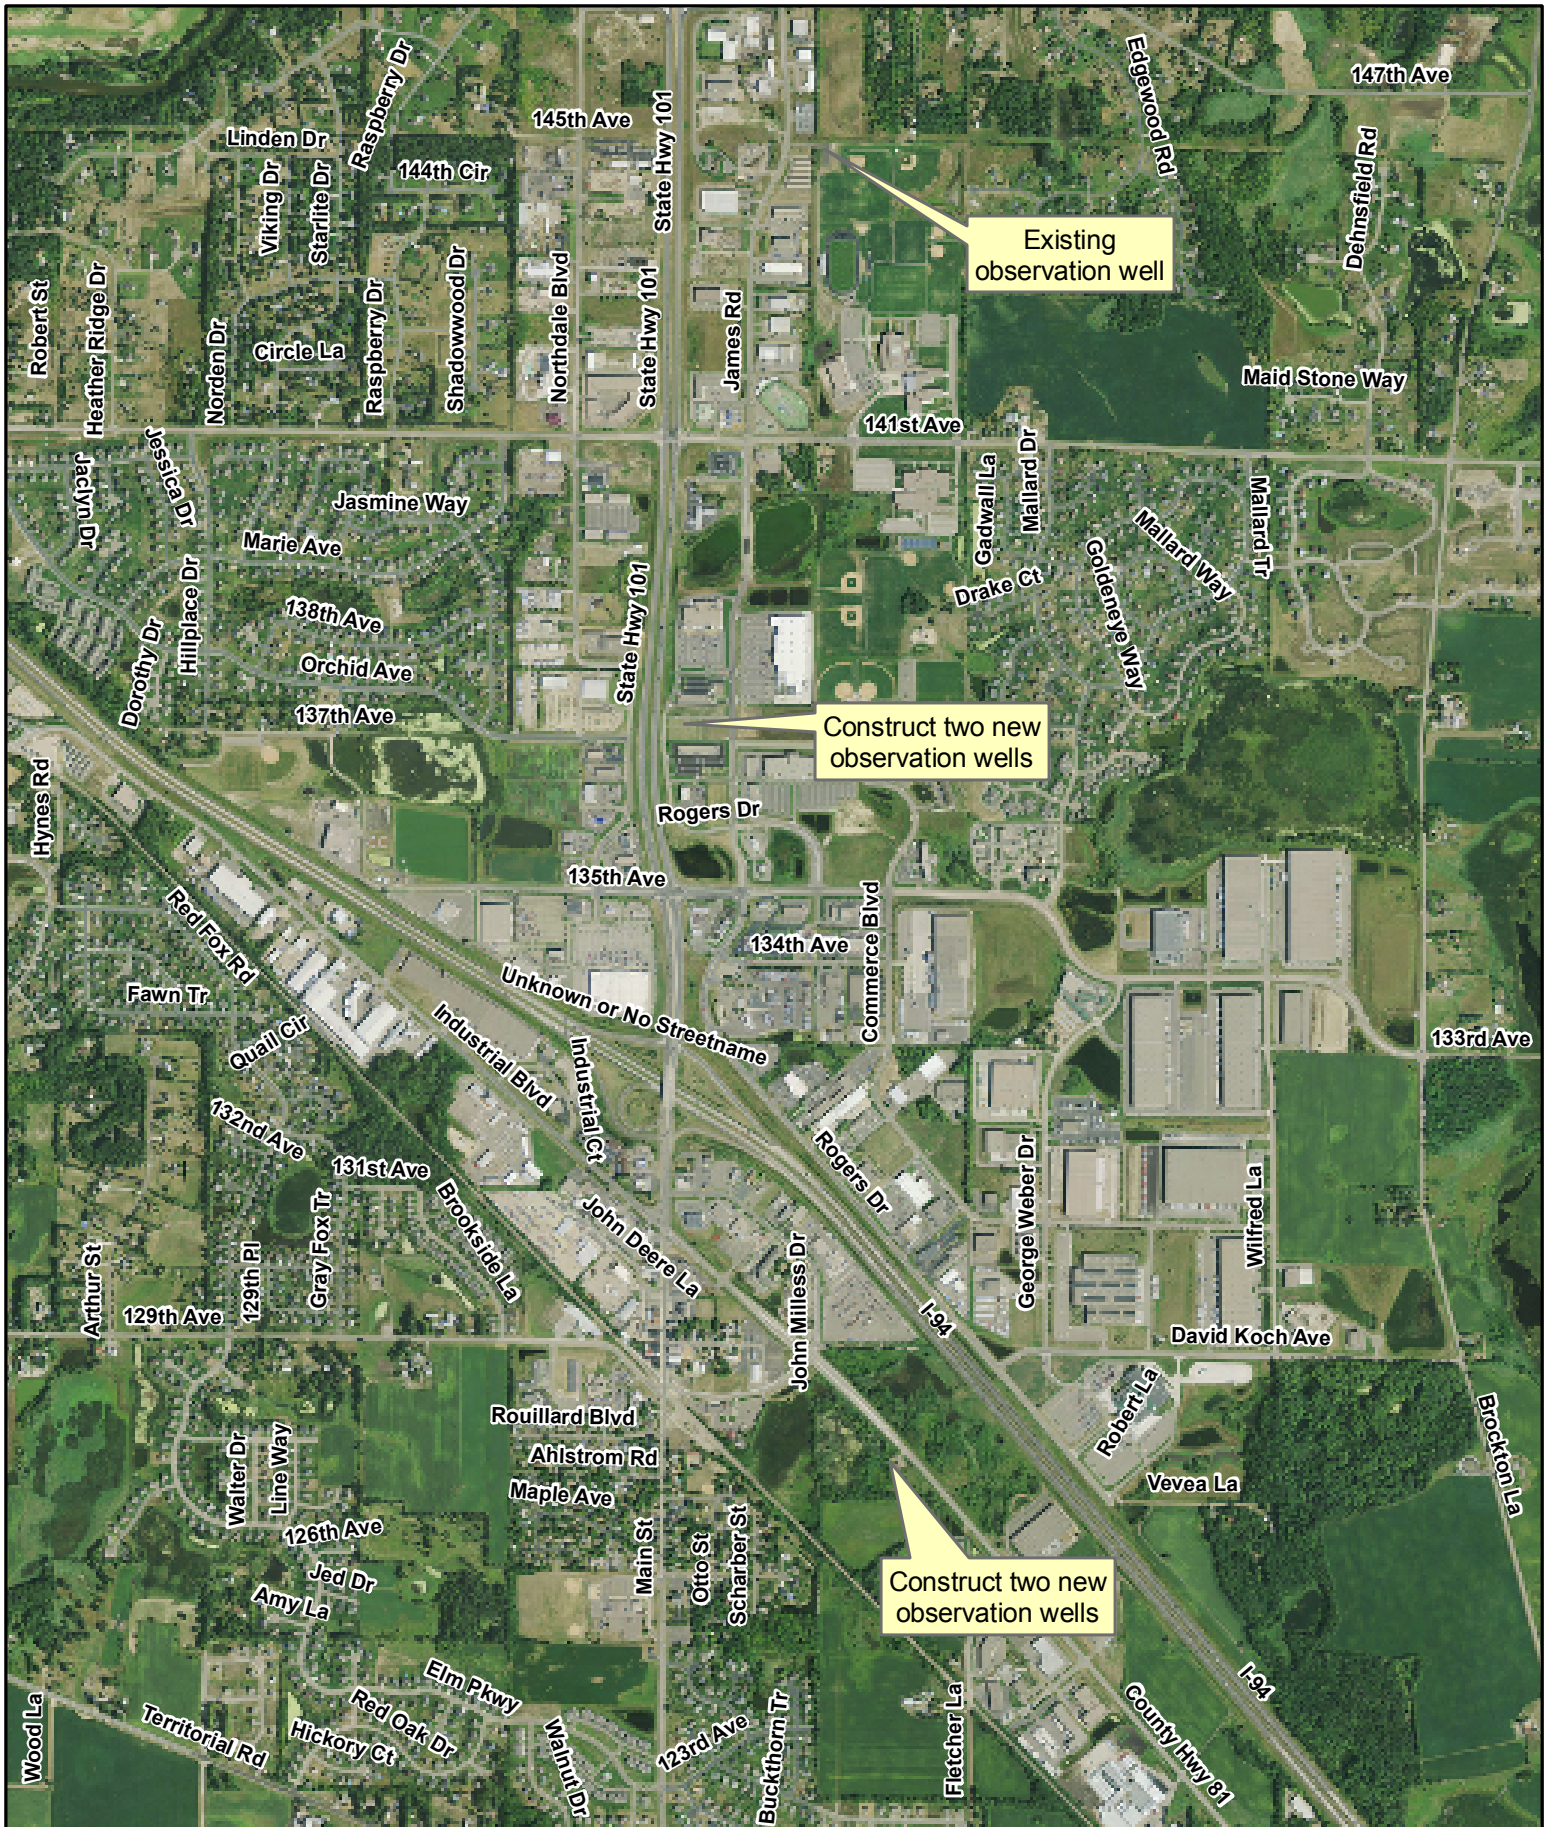 147th Ave
Edgewood Rd
Raspberry Dr
State Hwy 101
145th Ave
Linden Dr
144th Cir
Dehnsfield Rd
Viking Dr
Starlite Dr
Existing
observation well
Robert St
Heather Ridge Dr
Norden Dr
Circle La
Raspberry Dr
Shadowwood Dr
Northdale Blvd
State Hwy 101
James Rd
Maid Stone Way
141st Ave
Jaclyn Dr
Jessica Dr
Jasmine Way
Marie Ave
Gadwall La
Mallard Dr
Mallard Way
Mallard Tr
Drake Ct
Goldeneye Way
138th Ave
Hillplace Dr
Dorothy Dr
Orchid Ave
State Hwy 101
137th Ave
Construct two new
observation wells
Hynes Rd
Rogers Dr
135th Ave
Red Fox Rd
134th Ave
Commerce Blvd
Fawn Tr
Unknown or No Streetname
Quail Cir
Industrial Blvd
Industrial Ct
133rd Ave
132nd Ave
131st Ave
Rogers Dr
George Weber Dr
Wilfred La
Brookside La
Gray Fox Tr
129th Pl
Arthur St
John Deere La
John Milless Dr
129th Ave
I-94
David Koch Ave
Robert La
Brockton La
Rouillard Blvd
Ahlstrom Rd
Maple Ave
Walter Dr
Line Way
126th Ave
Vevea La
Main St
Otto St
Scharber St
Jed Dr
Amy La
Construct two new
observation wells
Elm Pkwy
I-94
Wood La
Territorial Rd
Hickory Ct
Red Oak Dr
Walnut Dr
123rd Ave
Buckthorn Tr
Fletcher La
County Hwy 81